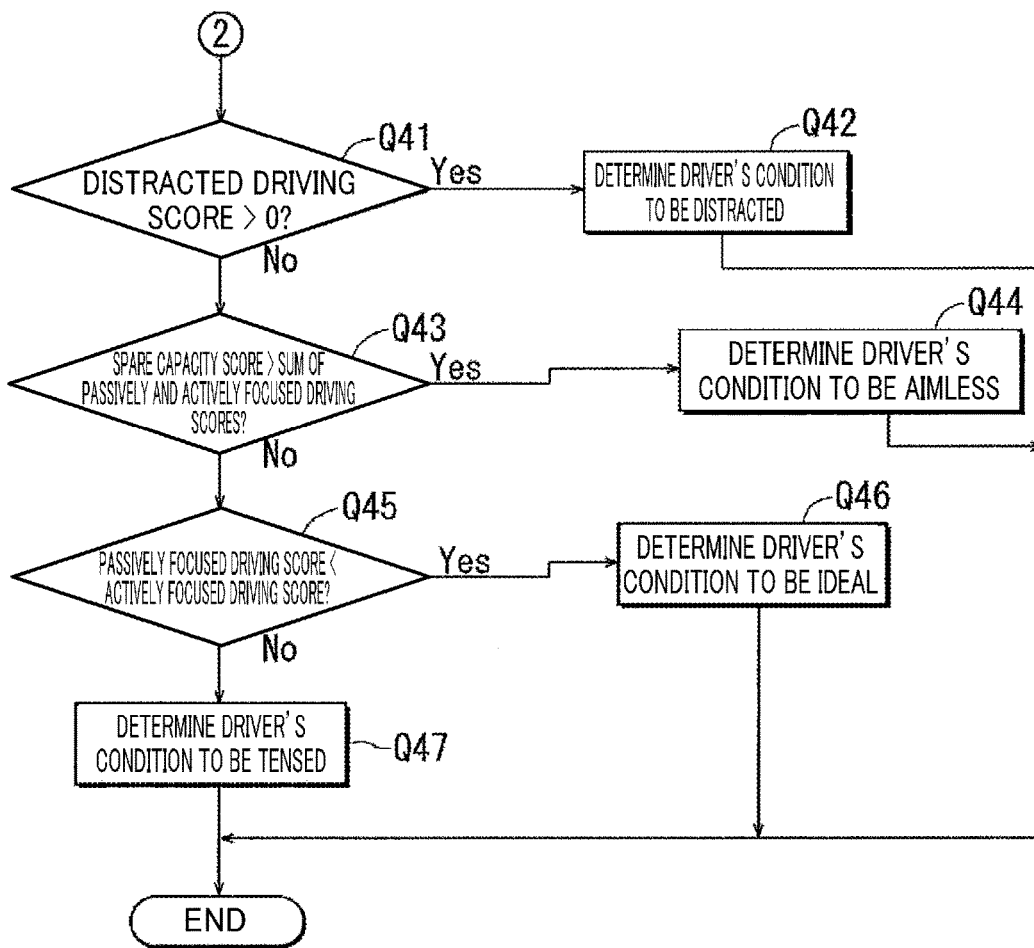 2
Q41
DISTRACTED DRIVING
SCORE > 0?
Yes
No
Q42
DETERMINE DRIVER'S CONDITION
TO BE DISTRACTED
Q43
SPARE CAPACITY SCORE > SUM OF
PASSIVELY AND ACTIVELY FOCUSED DRIVING
SCORES?
Yes
No
Q44
DETERMINE DRIVER'S
CONDITION TO BE AIMLESS
Q45
PASSIVELY FOCUSED DRIVING SCORE <
ACTIVELY FOCUSED DRIVING SCORE?
Yes
No
Q46
DETERMINE DRIVER'S
CONDITION TO BE IDEAL
DETERMINE DRIVER'S
CONDITION TO BE TENSED
Q47
END